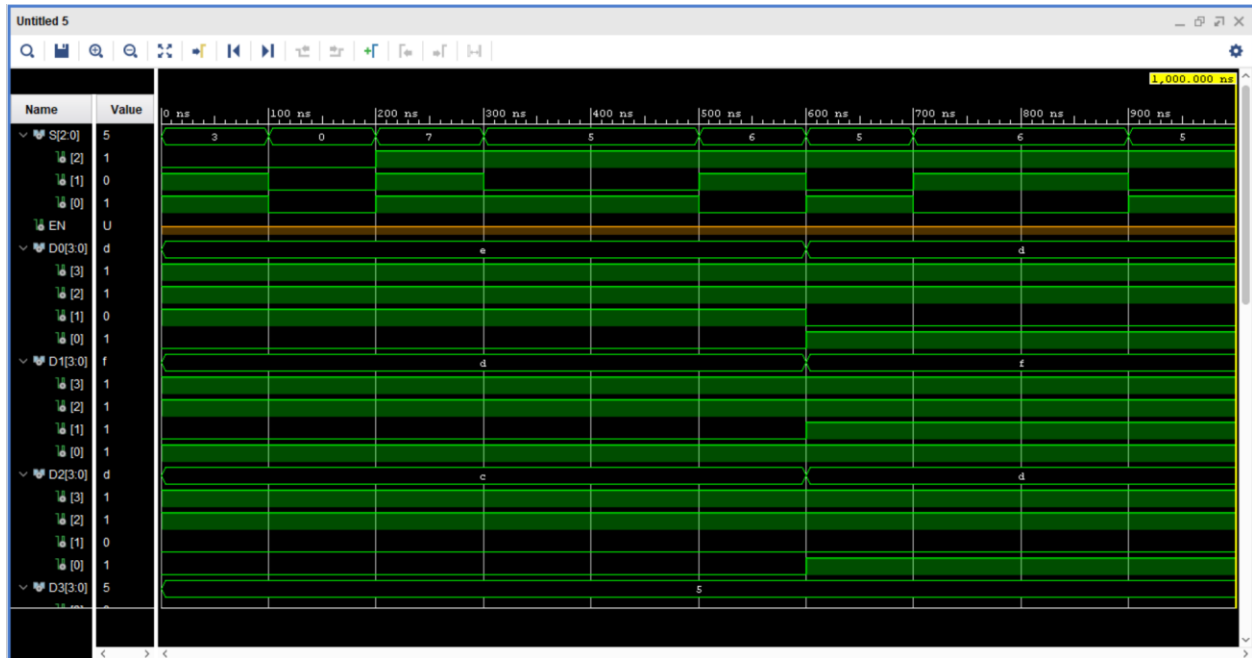 Untitled 5
1,000.000 ns
Name Value 0 ns 100 ns 200 ns 300 ns 400 ns 500 ns 600 ns 700 ns 800 ns 900 ns
S[2:0] 5 3 0 7 5 6 5 6 5
[2] 1
[1] 0
[0] 1
EN U
D0[3:0] d e d
[3] 1
[2] 1
[1] 0
[0] 1
D1[3:0] f d f
[3] 1
[2] 1
[1] 1
[0] 1
D2[3:0] d c d
[3] 1
[2] 1
[1] 0
[0] 1
D3[3:0] 5 5